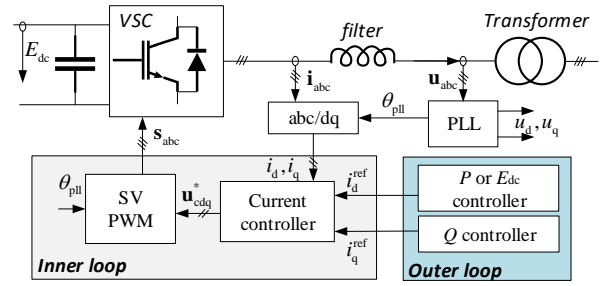 VSC
filter
Transformer
E_dc
i_abc
u_abc
θ_pll
abc/dq
PLL
u_d, u_q
s_abc
i_d, i_q
θ_pll
SV
PWM
u*_cdq
Current
controller
i_d^ref
i_q^ref
P or E_dc
controller
Q controller
Inner loop
Outer loop